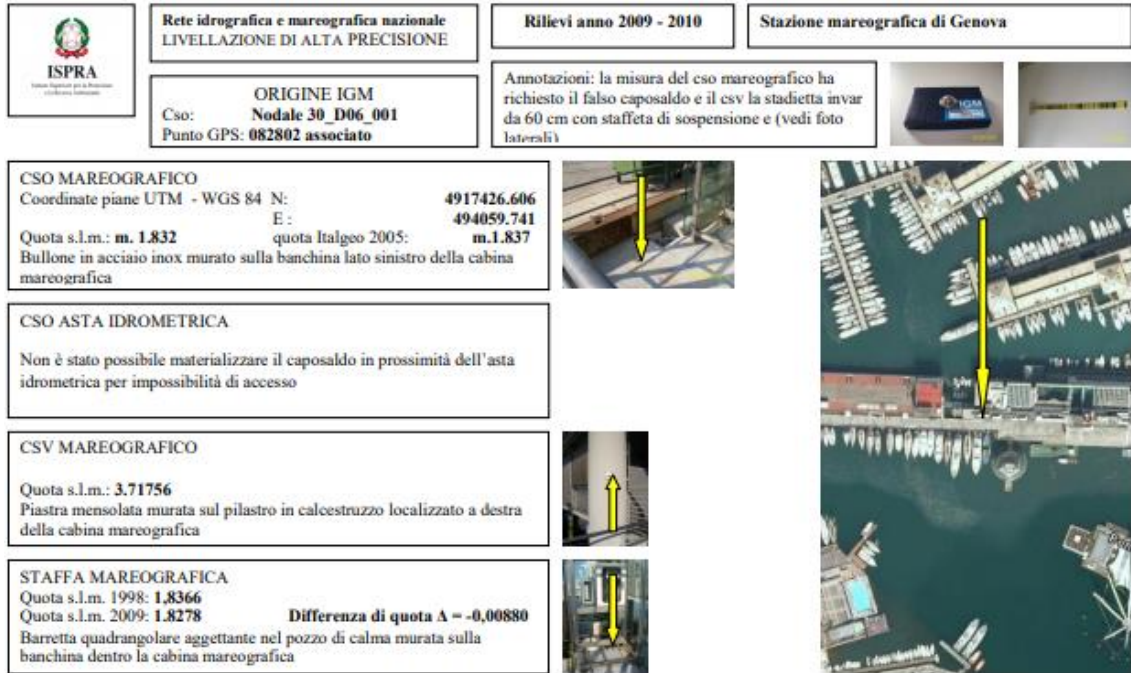 ISPRA
Rete idrografica e mareografica nazionale
LIVELLAZIONE DI ALTA PRECISIONE
Rilievi anno 2009 - 2010
Stazione mareografica di Genova
ORIGINE IGM
Cso: Nodale 30_D06_001
Punto GPS: 082802 associato
Annotazioni: la misura del cso mareografico ha
richiesto il falso caposaldo e il csv la stadietta invar
da 60 cm con staffeta di sospensione e (vedi foto
laterali)
IGM
CSO MAREOGRAFICO
Coordinate piane UTM - WGS 84 N: 4917426.606
E : 494059.741
Quota s.l.m.: m. 1.832 quota Italgeo 2005: m.1.837
Bullone in acciaio inox murato sulla banchina lato sinistro della cabina
mareografica
CSO ASTA IDROMETRICA
Non è stato possibile materializzare il caposaldo in prossimità dell'asta
idrometrica per impossibilità di accesso
CSV MAREOGRAFICO
Quota s.l.m.: 3.71756
Piastra mensolata murata sul pilastro in calcestruzzo localizzato a destra
della cabina mareografica
STAFFA MAREOGRAFICA
Quota s.l.m. 1998: 1,8366
Quota s.l.m. 2009: 1.8278 Differenza di quota Δ = -0,00880
Barretta quadrangolare aggettante nel pozzo di calma murata sulla
banchina dentro la cabina mareografica